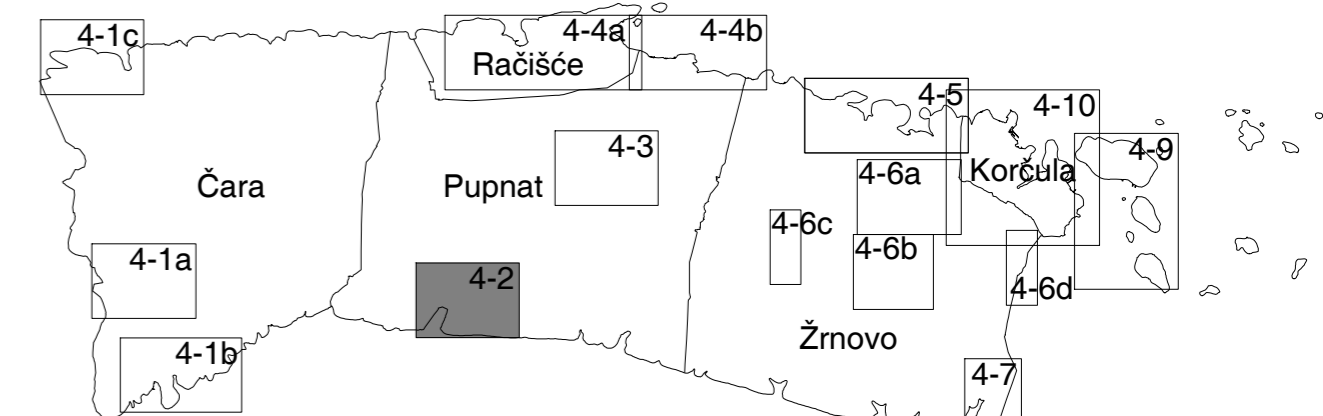 4-1c
4-4a
4-4b
Račišće
4-5
4-10
4-3
4-9
Čara
Pupnat
4-6a
Korčula
4-6c
4-6b
4-1a
4-2
4-6d
Žrnovo
4-1b
4-7